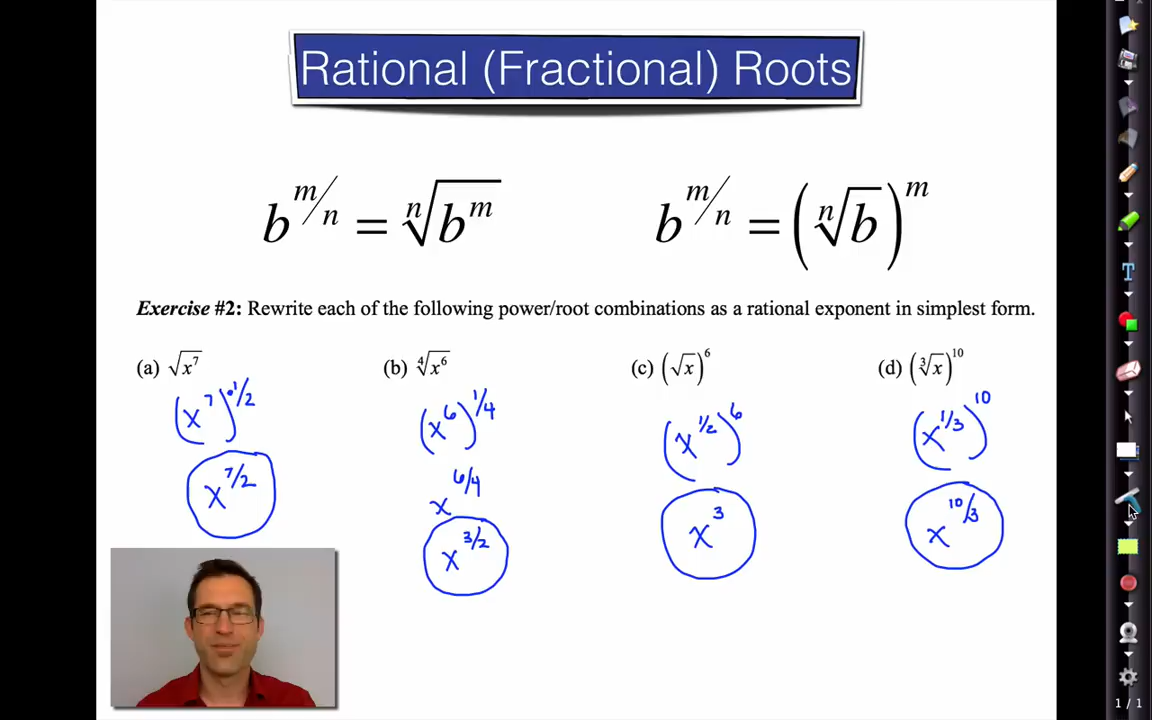 Rational (Fractional) Roots
b^{m/n} = \sqrt[n]{b^m} b^{m/n} = (\sqrt[n]{b})^m
Exercise #2: Rewrite each of the following power/root combinations as a rational exponent in simplest form.
(a) √x⁷ (b) ∜x⁶ (c) (√x)⁶ (d) (∛x)¹⁰
(x⁷)^{1/2} (x⁶)^{1/4} (x^{1/2})⁶ (x^{1/3})¹⁰
x^{7/2} x^{6/4} x³ x^{10/3}
x^{3/2}
T
1 / 1